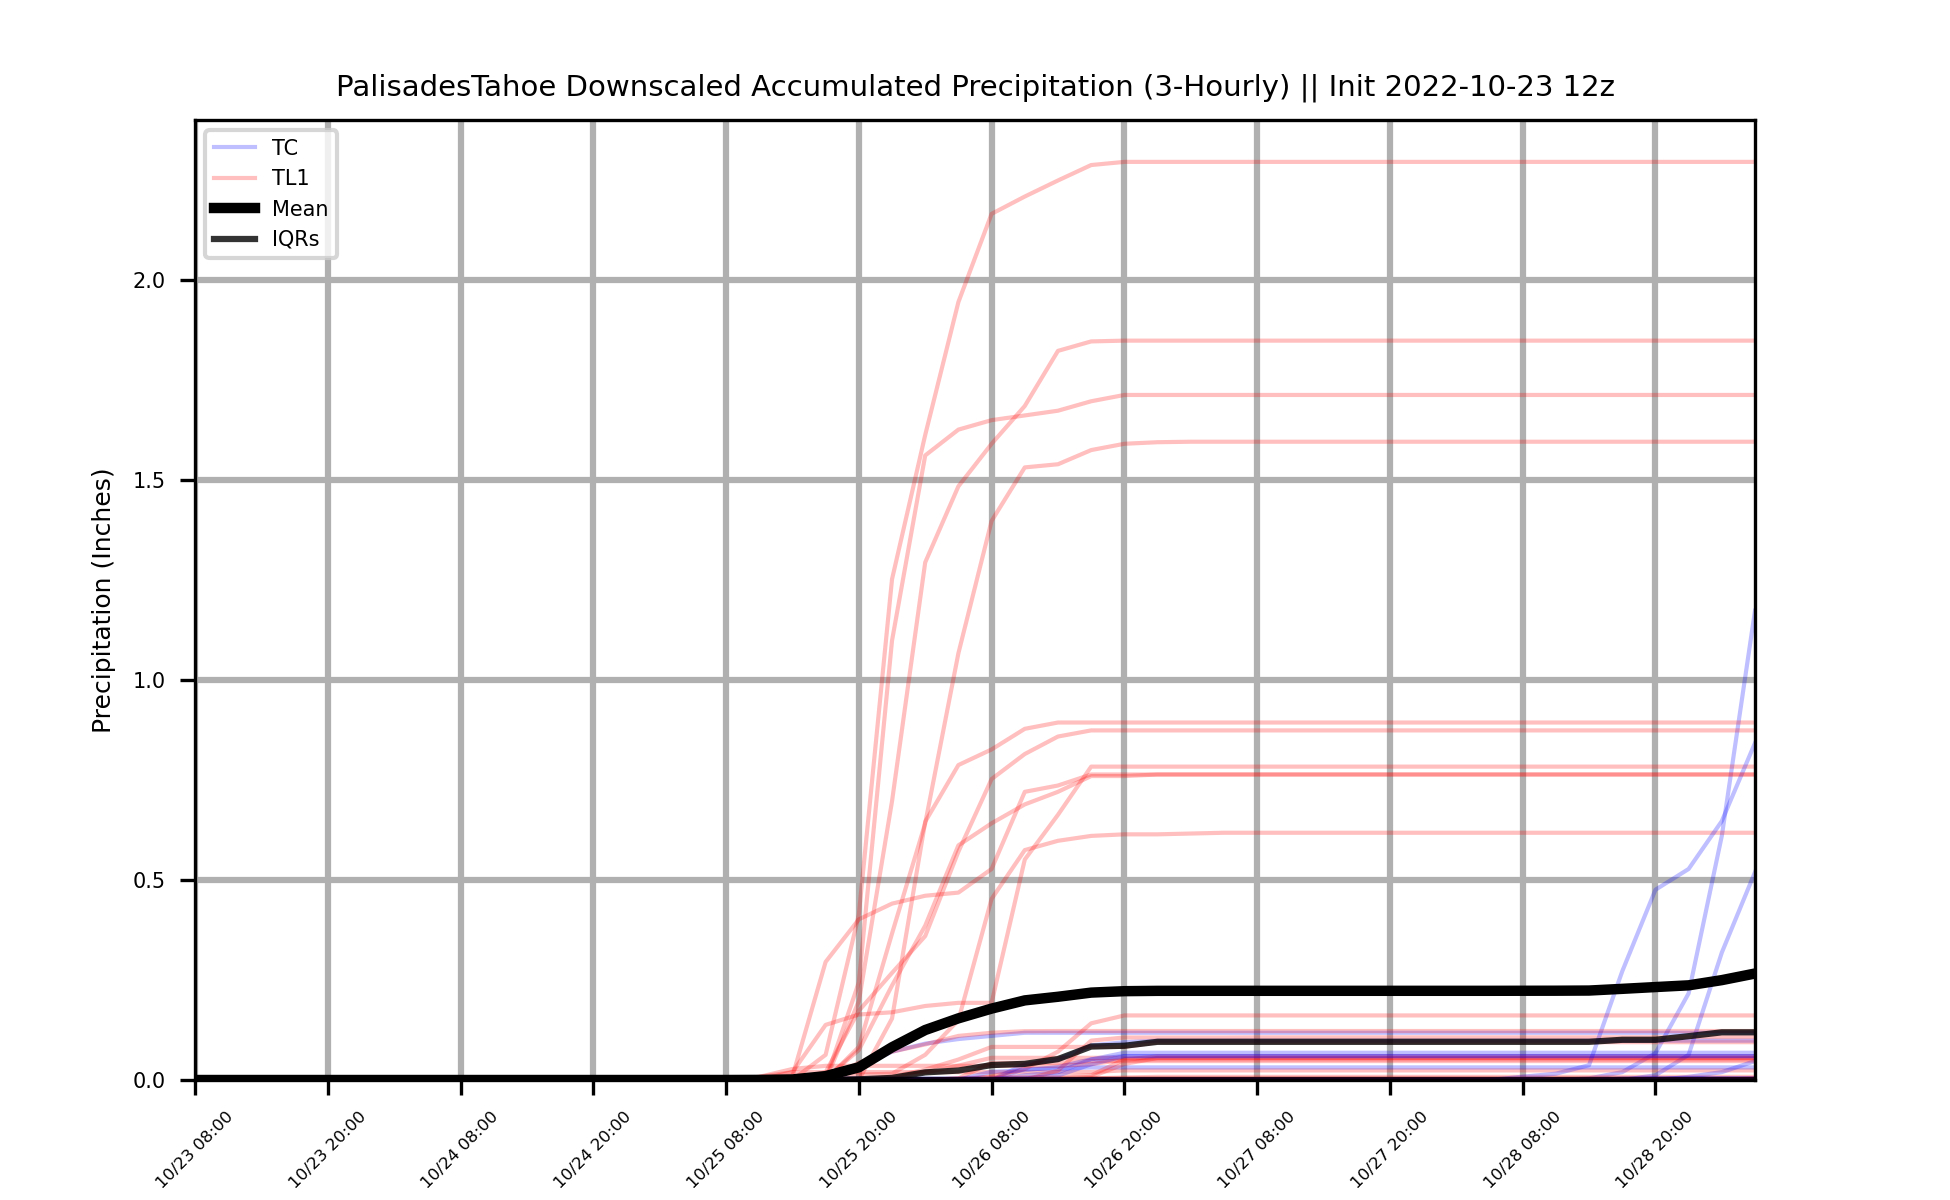 PalisadesTahoe Downscaled Accumulated Precipitation (3-Hourly) || Init 2022-10-23 12z
TC
TL1
Mean
IQRs
Precipitation (Inches)
2.0
1.5
1.0
0.5
0.0
10/23 08:00
10/23 20:00
10/24 08:00
10/24 20:00
10/25 08:00
10/25 20:00
10/26 08:00
10/26 20:00
10/27 08:00
10/27 20:00
10/28 08:00
10/28 20:00